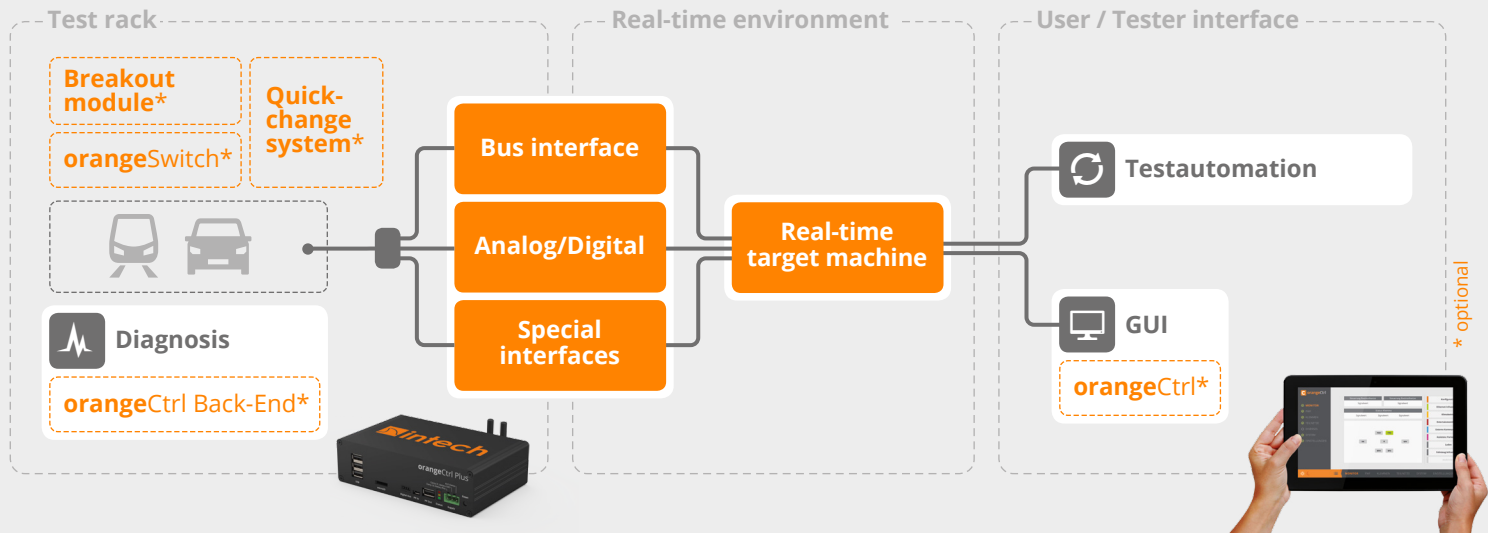 Test rack
Real-time environment
User / Tester interface
Breakout
module*
Quick-
change
system*
orangeSwitch*
Bus interface
Testautomation
Analog/Digital
Real-time
target machine
Special
interfaces
Diagnosis
orangeCtrl Back-End*
GUI
orangeCtrl*
* optional
intech
orangeCtrl Plus
orangeCtrl